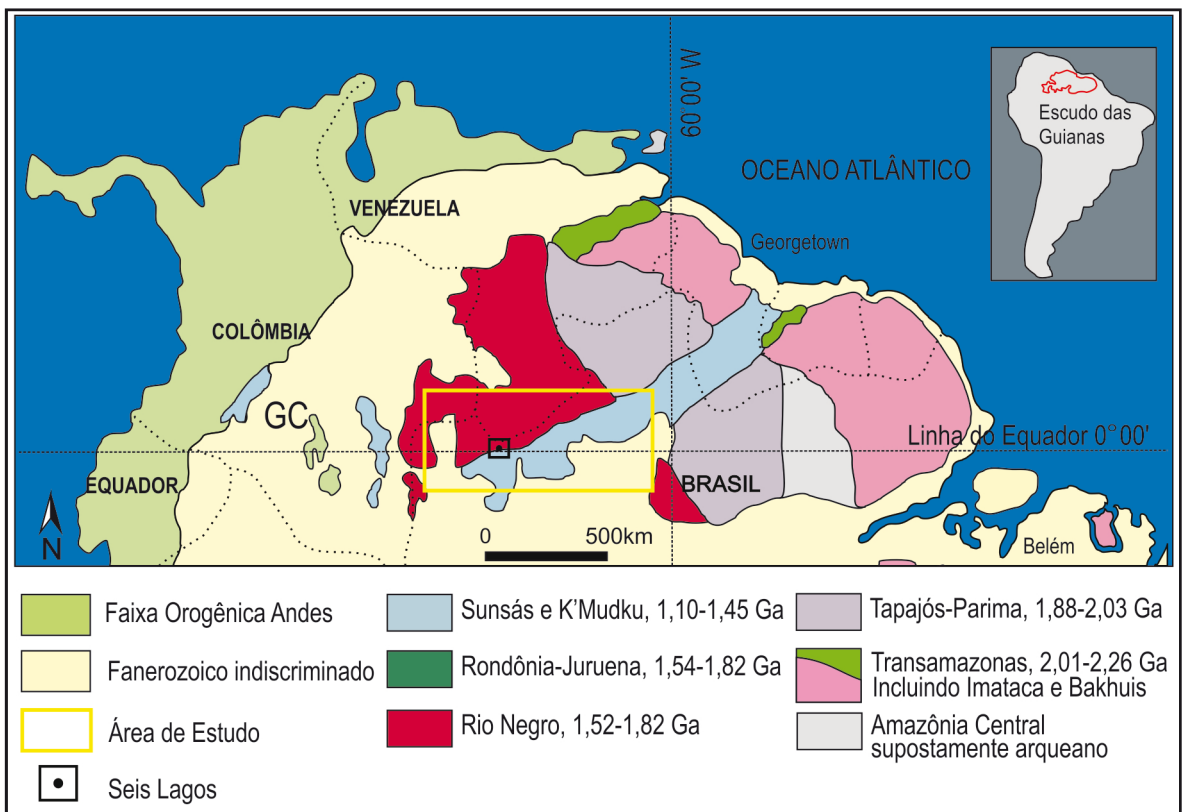 60°00' W
Escudo das
Guianas
OCEANO ATLÂNTICO
VENEZUELA
Georgetown
COLÔMBIA
GC
Linha do Equador 0°00'
EQUADOR
BRASIL
N
0
500km
Belém
Faixa Orogênica Andes
Sunsás e K'Mudku, 1,10-1,45 Ga
Tapajós-Parima, 1,88-2,03 Ga
Fanerozoico indiscriminado
Rondônia-Juruena, 1,54-1,82 Ga
Transamazonas, 2,01-2,26 Ga
Incluindo Imataca e Bakhuis
Área de Estudo
Rio Negro, 1,52-1,82 Ga
Amazônia Central
supostamente arqueano
Seis Lagos